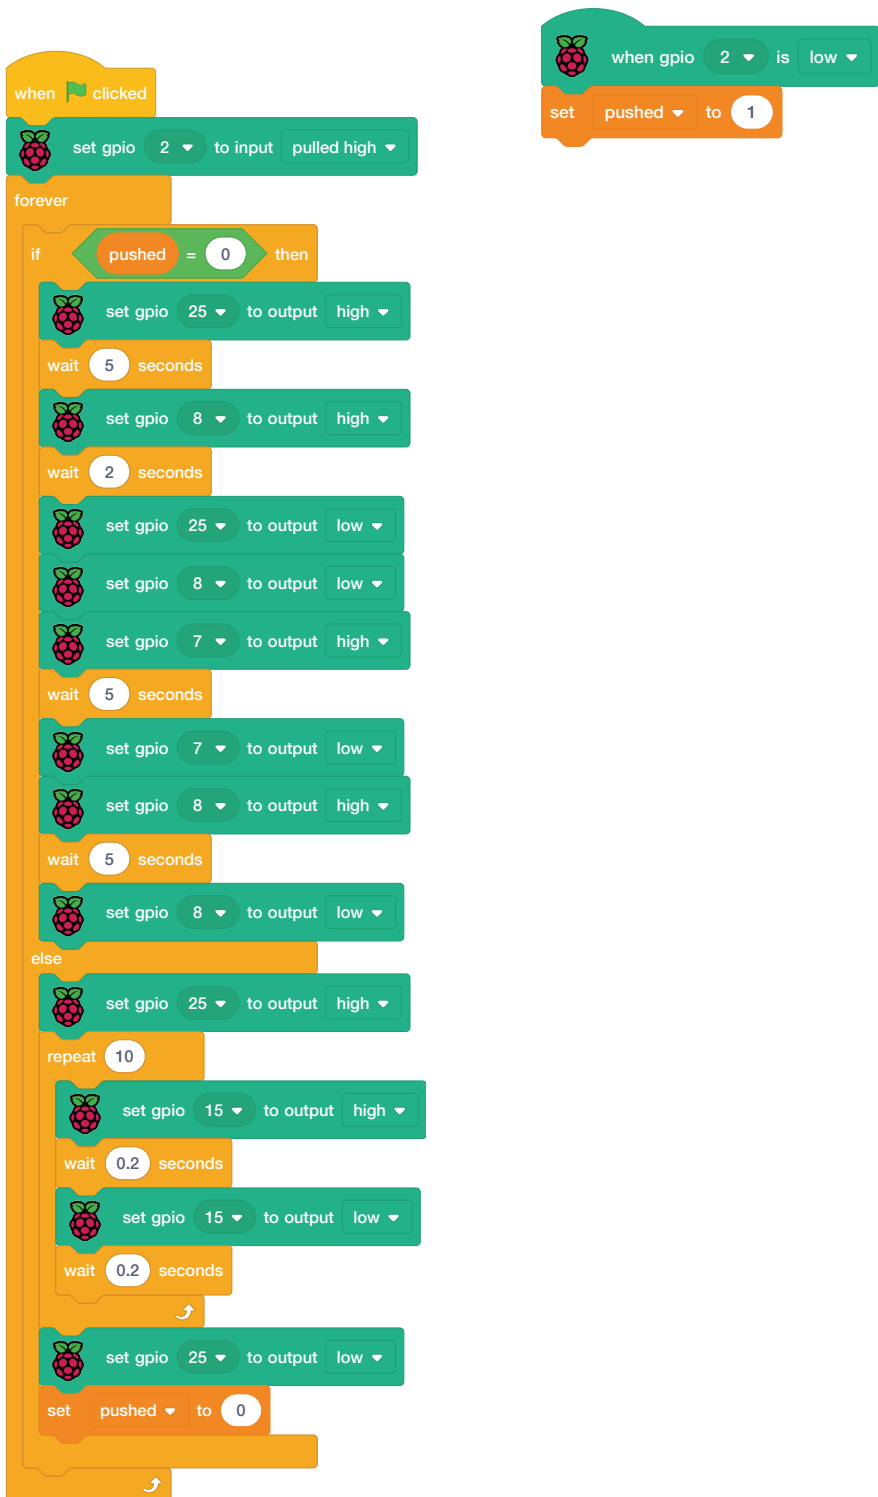 when clicked
set gpio 2 to input pulled high
forever
if pushed = 0 then
set gpio 25 to output high
wait 5 seconds
set gpio 8 to output high
wait 2 seconds
set gpio 25 to output low
set gpio 8 to output low
set gpio 7 to output high
wait 5 seconds
set gpio 7 to output low
set gpio 8 to output high
wait 5 seconds
set gpio 8 to output low
else
set gpio 25 to output high
repeat 10
set gpio 15 to output high
wait 0.2 seconds
set gpio 15 to output low
wait 0.2 seconds
set gpio 25 to output low
set pushed to 0
when gpio 2 is low
set pushed to 1